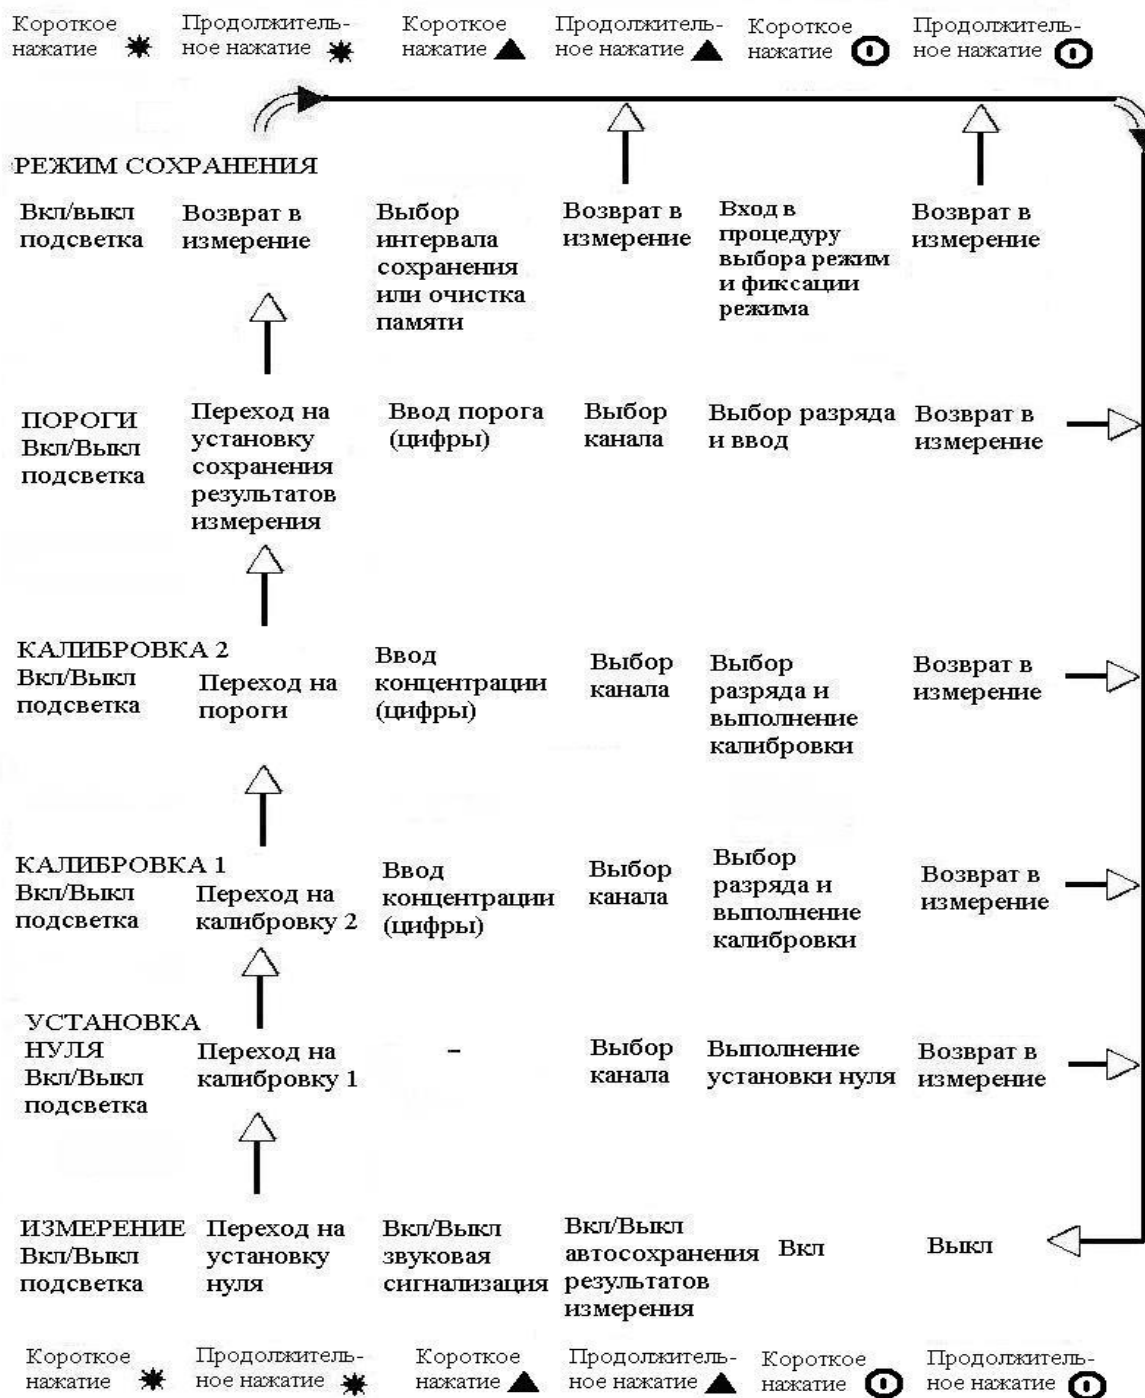 Короткое
нажатие
Продолжитель-
ное нажатие
Короткое
нажатие
Продолжитель-
ное нажатие
Короткое
нажатие
Продолжитель-
ное нажатие
РЕЖИМ СОХРАНЕНИЯ
Вкл/выкл
подсветка
Возврат в
измерение
Выбор
интервала
сохранения
или очистка
памяти
Возврат в
измерение
Вход в
процедуру
выбора режим
и фиксации
режима
Возврат в
измерение
ПОРОГИ
Вкл/Выкл
подсветка
Переход на
установку
сохранения
результатов
измерения
Ввод порога
(цифры)
Выбор
канала
Выбор разряда
и ввод
Возврат в
измерение
КАЛИБРОВКА 2
Вкл/Выкл
подсветка
Переход на
пороги
Ввод
концентрации
(цифры)
Выбор
канала
Выбор
разряда и
выполнение
калибровки
Возврат в
измерение
КАЛИБРОВКА 1
Вкл/Выкл
подсветка
Переход на
калибровку 2
Ввод
концентрации
(цифры)
Выбор
канала
Выбор
разряда и
выполнение
калибровки
Возврат в
измерение
УСТАНОВКА
НУЛЯ
Вкл/Выкл
подсветка
Переход на
калибровку 1
–
Выбор
канала
Выполнение
установки нуля
Возврат в
измерение
ИЗМЕРЕНИЕ
Вкл/Выкл
подсветка
Переход на
установку
нуля
Вкл/Выкл
звуковая
сигнализация
Вкл/Выкл
автосохранения
результатов
измерения
Вкл
Выкл
Короткое
нажатие
Продолжитель-
ное нажатие
Короткое
нажатие
Продолжитель-
ное нажатие
Короткое
нажатие
Продолжитель-
ное нажатие